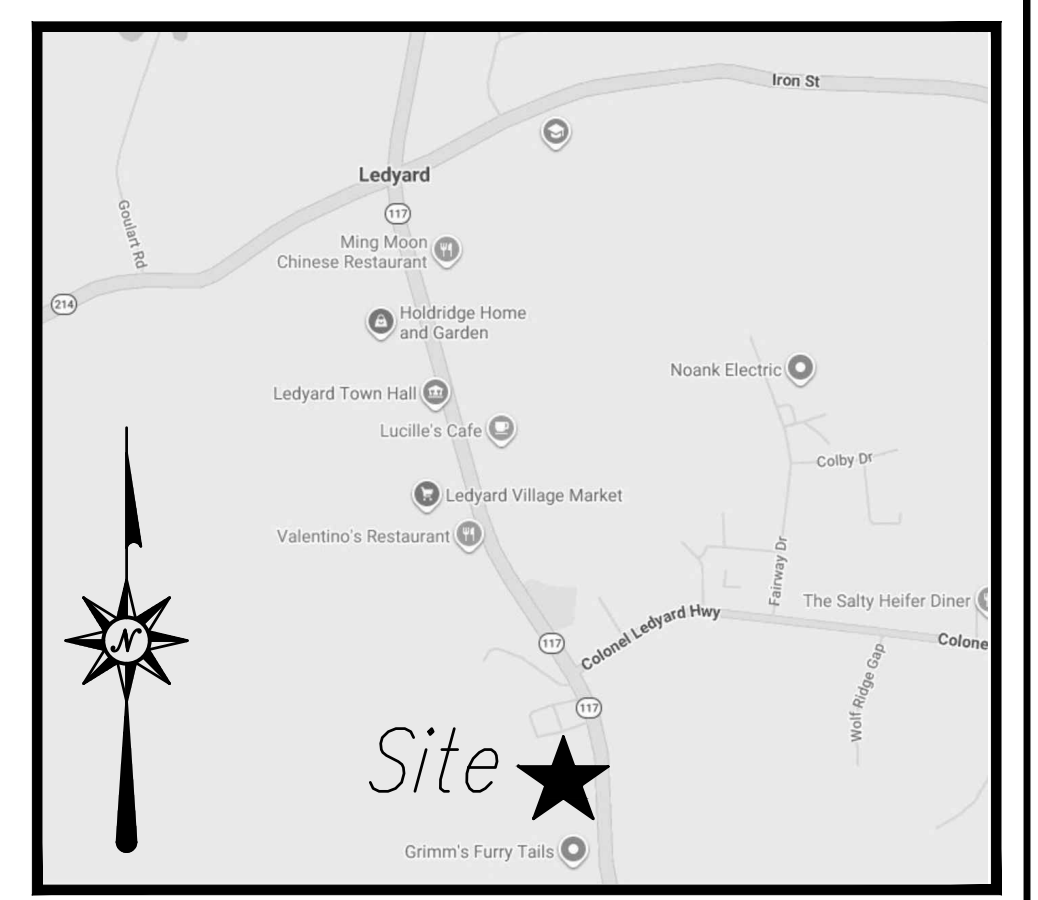 Iron St
Ledyard
117
Goulart Rd
Ming Moon
Chinese Restaurant
214
Holdridge Home
and Garden
Noank Electric
Ledyard Town Hall
Lucille's Cafe
Colby Dr
Ledyard Village Market
Valentino's Restaurant
Fairway Dr
The Salty Heifer Diner
Colonel Ledyard Hwy
N
117
Colone
Wolf Ridge Gap
117
Site
Grimm's Furry Tails